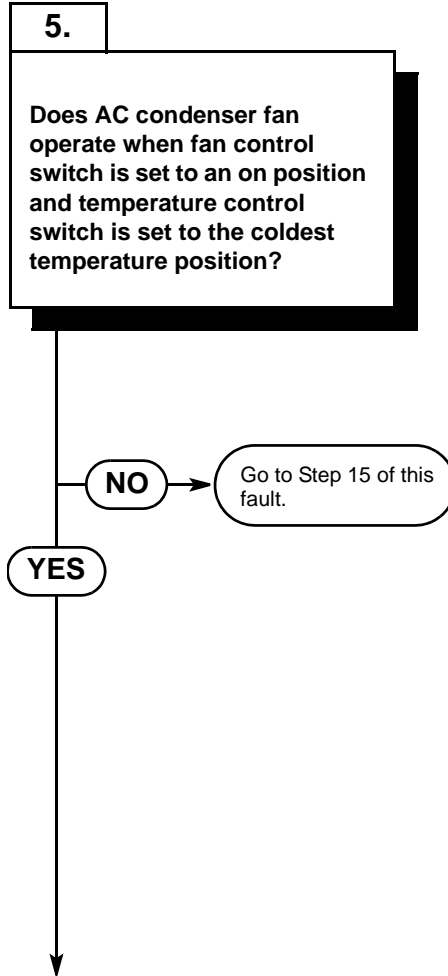 5.
Does AC condenser fan
operate when fan control
switch is set to an on position
and temperature control
switch is set to the coldest
temperature position?
NO
Go to Step 15 of this
fault.
YES